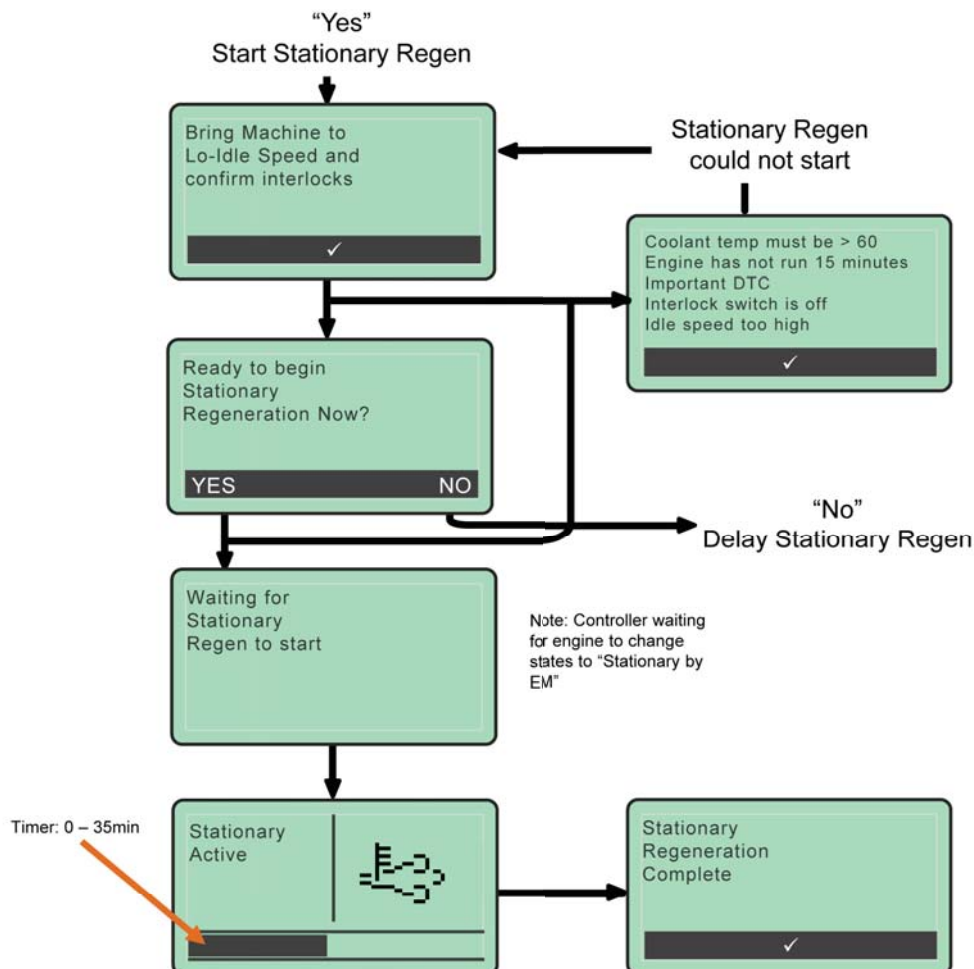 “Yes”
Start Stationary Regen
Bring Machine to
Lo-Idle Speed and
confirm interlocks
✓
Stationary Regen
could not start
Coolant temp must be > 60
Engine has not run 15 minutes
Important DTC
Interlock switch is off
Idle speed too high
✓
Ready to begin
Stationary
Regeneration Now?
YES NO
“No”
Delay Stationary Regen
Waiting for
Stationary
Regen to start
Note: Controller waiting
for engine to change
states to “Stationary by
EM”
Timer: 0 – 35min
Stationary
Active
Stationary
Regeneration
Complete
✓